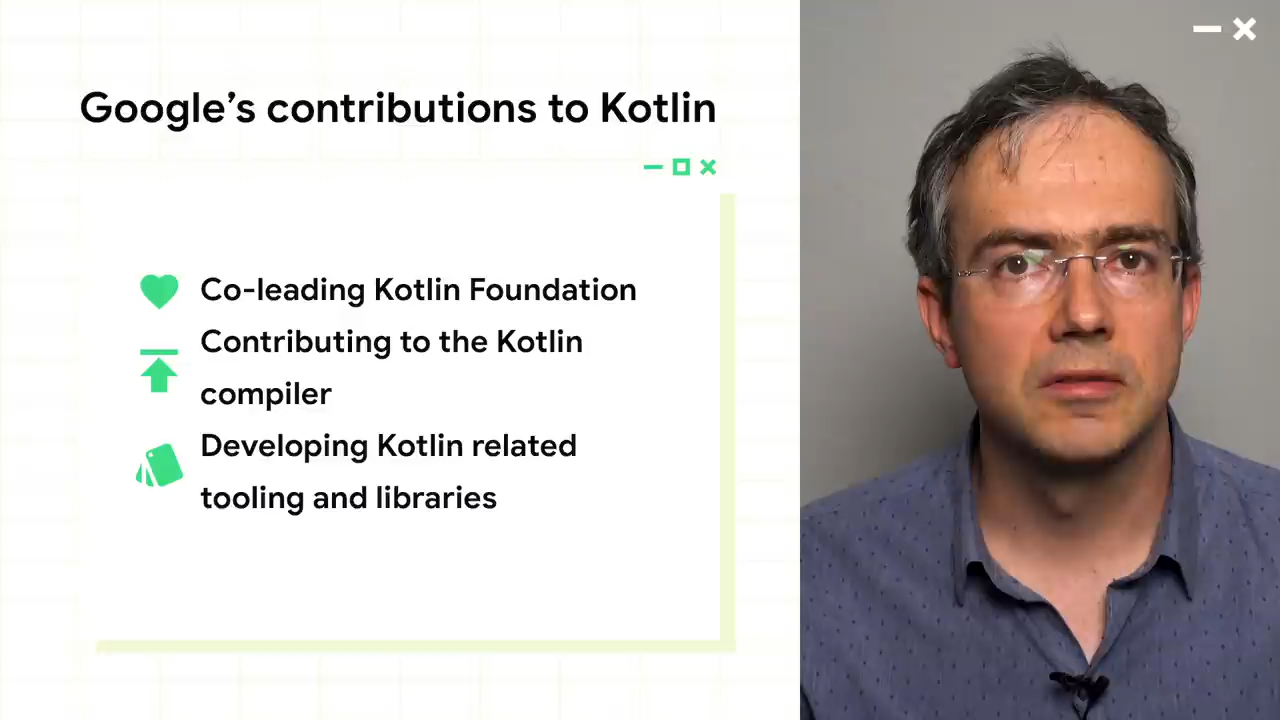 Google’s contributions to Kotlin
Co-leading Kotlin Foundation
Contributing to the Kotlin
compiler
Developing Kotlin related
tooling and libraries